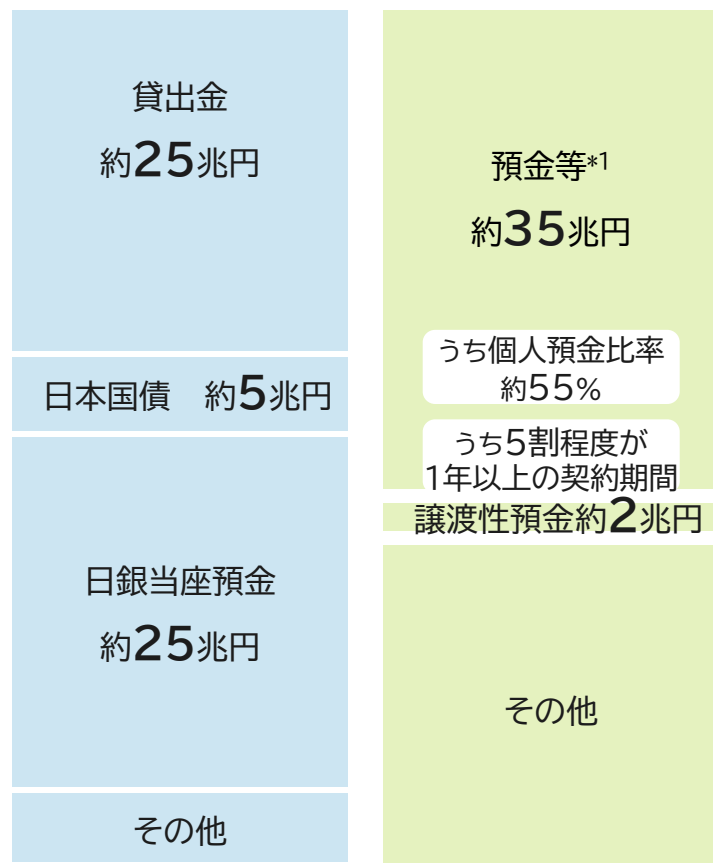 貸出金
約25兆円
日本国債　約5兆円
日銀当座預金
約25兆円
その他
預金等*1
約35兆円
うち個人預金比率
約55%
うち5割程度が
1年以上の契約期間
譲渡性預金約2兆円
その他